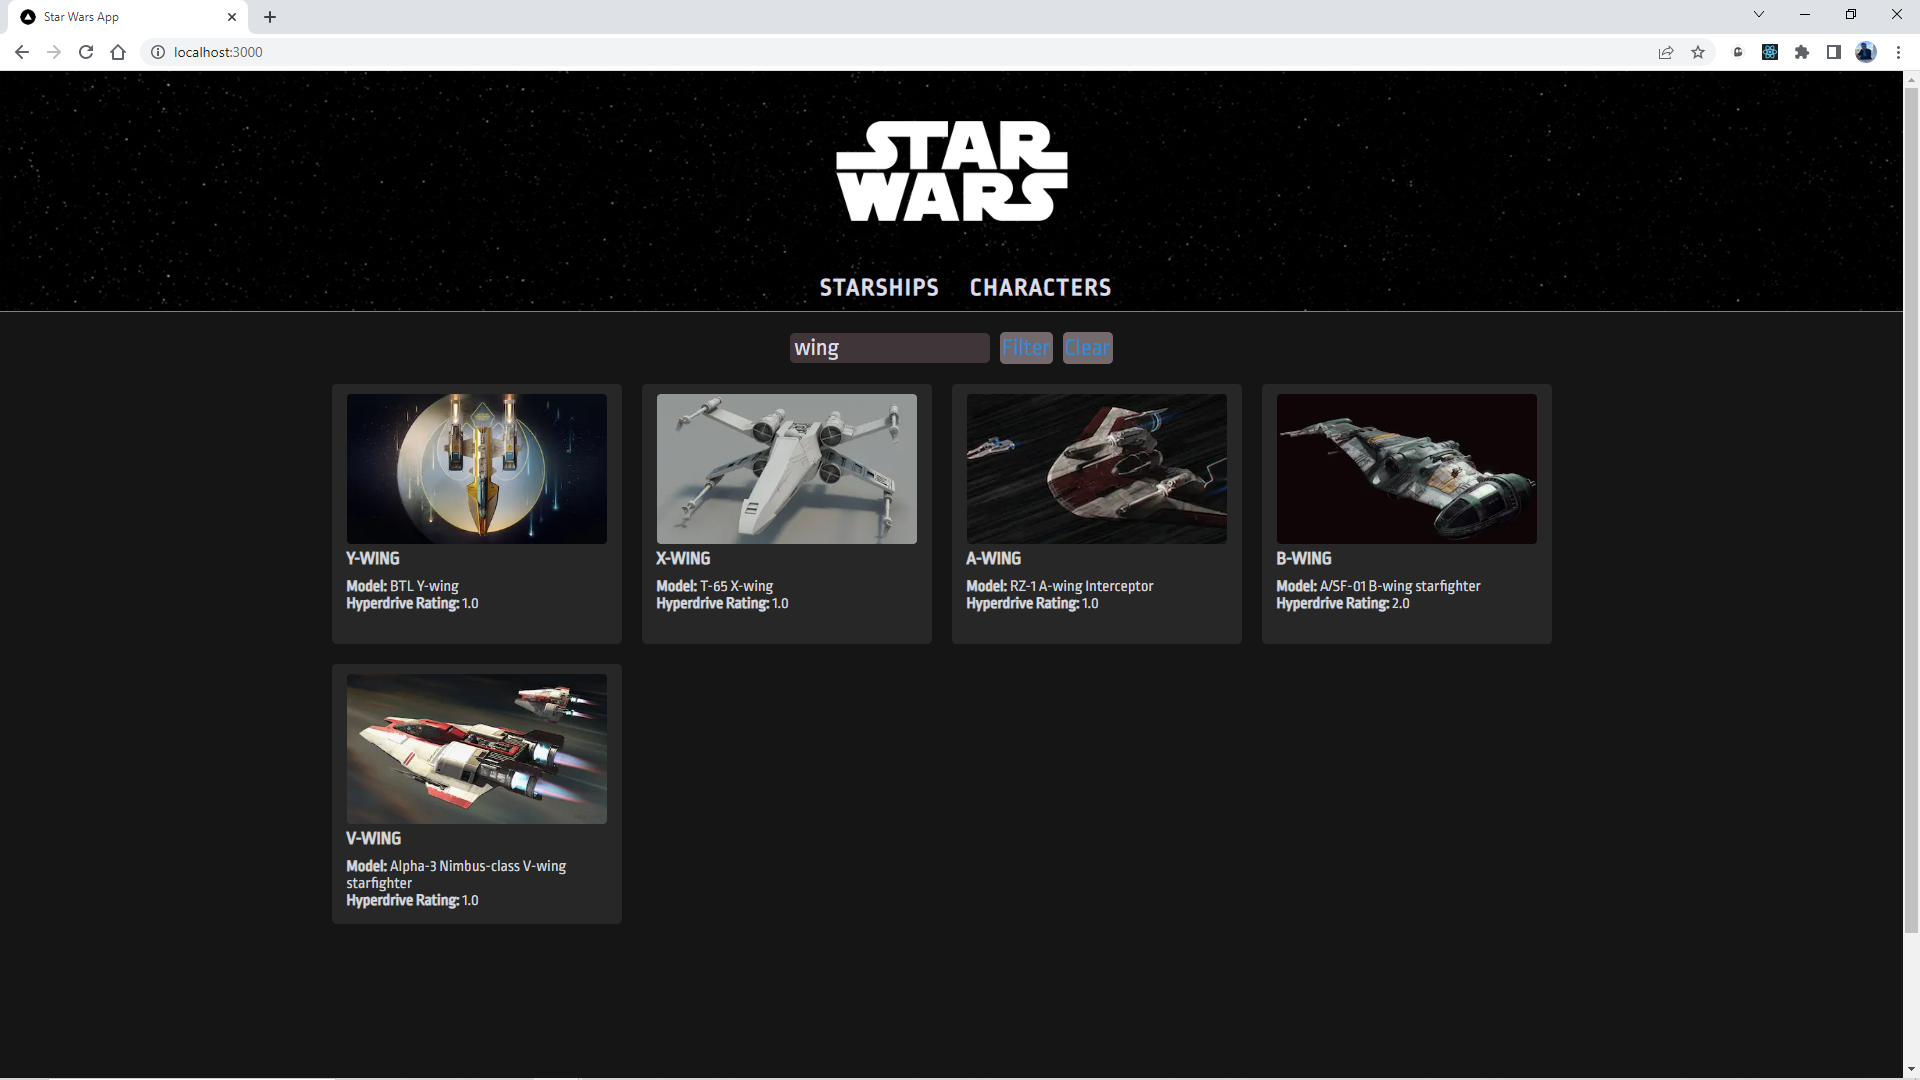 Star Wars App
localhost:3000
STAR
WARS
STARSHIPS CHARACTERS
wing Filter Clear
Y-WING
Model: BTL Y-wing
Hyperdrive Rating: 1.0
X-WING
Model: T-65 X-wing
Hyperdrive Rating: 1.0
A-WING
Model: RZ-1 A-wing Interceptor
Hyperdrive Rating: 1.0
B-WING
Model: A/SF-01 B-wing starfighter
Hyperdrive Rating: 2.0
V-WING
Model: Alpha-3 Nimbus-class V-wing
starfighter
Hyperdrive Rating: 1.0